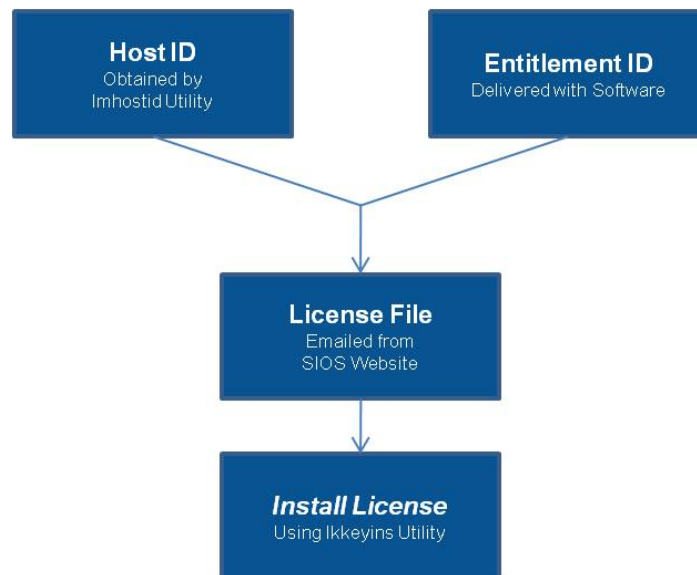 Host ID
Obtained by
lmhostid Utility
Entitlement ID
Delivered with Software
License File
Emailed from
SIOS Website
Install License
Using lkkeyins Utility